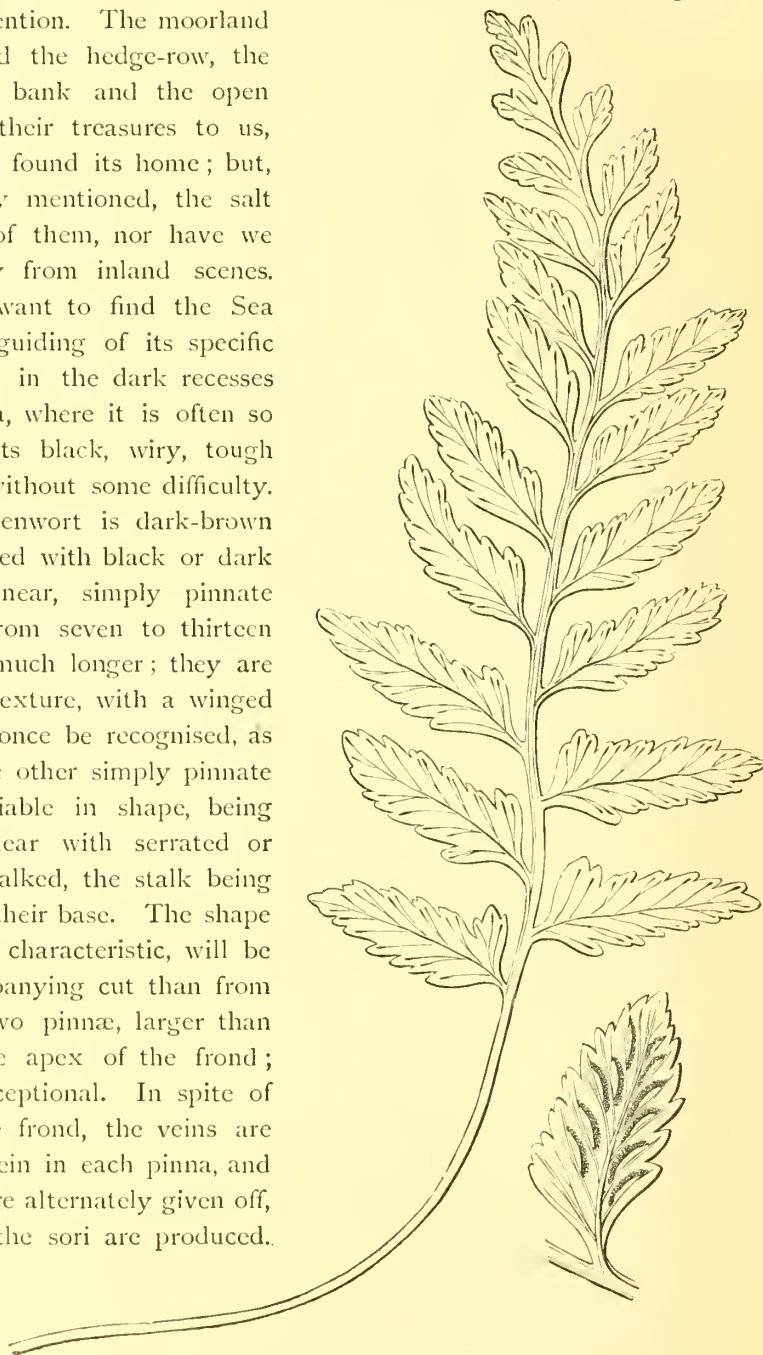 ention. The moorland
d the hedge-row, the
bank and the open
their treasures to us,
found its home; but,
mentioned, the salt
of them, nor have we
from inland scenes.
want to find the Sea
guiding of its specific
in the dark recesses
, where it is often so
ts black, wiry, tough
ithout some difficulty.
enwort is dark-brown
ed with black or dark
near, simply pinnate
rom seven to thirteen
much longer; they are
exture, with a winged
once be recognised, as
other simply pinnate
iable in shape, being
ear with serrated or
alked, the stalk being
their base. The shape
characteristic, will be
panying cut than from
vo pinnæ, larger than
e apex of the frond;
ceptional. In spite of
frond, the veins are
ein in each pinna, and
re alternately given off,
the sori are produced.